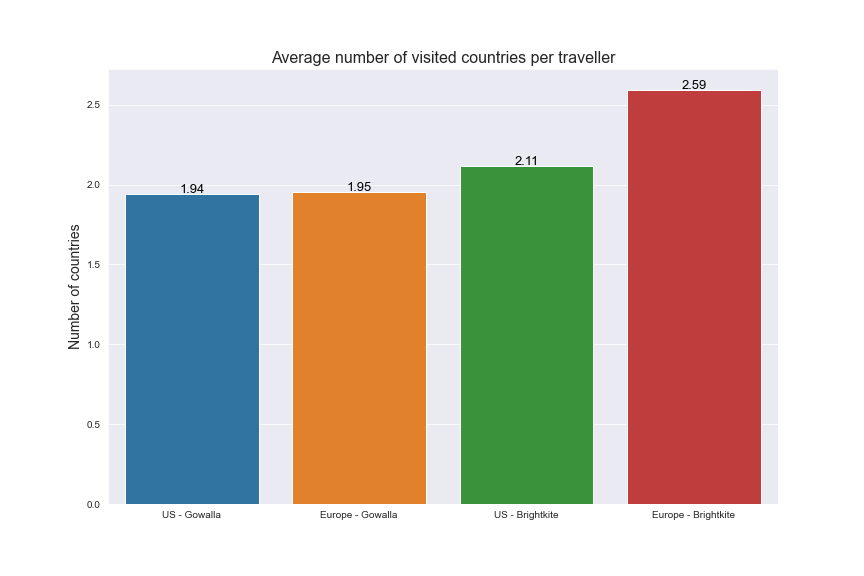 Average number of visited countries per traveller
Number of countries
2.5
2.0
1.5
1.0
0.5
0.0
1.94
1.95
2.11
2.59
US - Gowalla
Europe - Gowalla
US - Brightkite
Europe - Brightkite